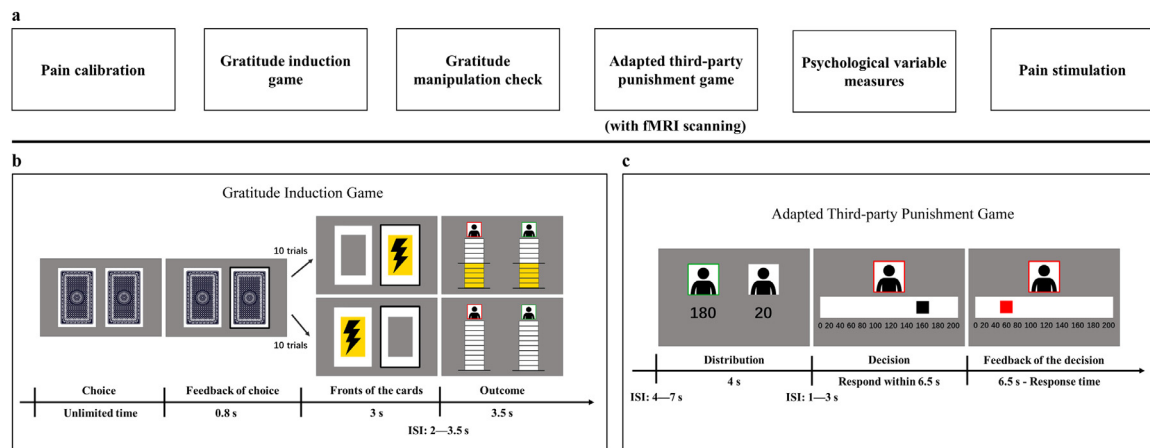 a
Pain calibration
Gratitude induction
game
Gratitude
manipulation check
Adapted third-party
punishment game
Psychological variable
measures
Pain stimulation
(with fMRI scanning)
b
Gratitude Induction Game
10 trials
10 trials
Choice
Feedback of choice
Fronts of the cards
Outcome
Unlimited time
0.8 s
3 s
3.5 s
ISI: 2—3.5 s
c
Adapted Third-party Punishment Game
180
20
0 20 40 60 80 100 120 140 160 180 200
0 20 40 60 80 100 120 140 160 180 200
Distribution
Decision
Feedback of the decision
4 s
Respond within 6.5 s
6.5 s - Response time
ISI: 4—7 s
ISI: 1—3 s